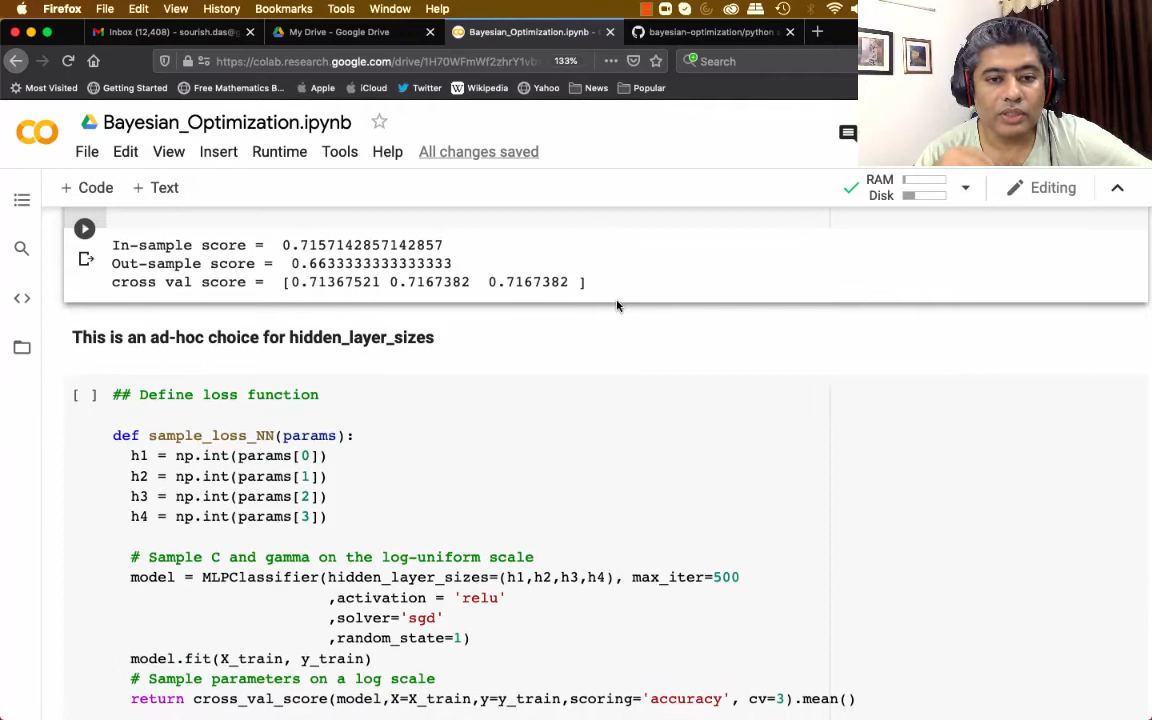 Firefox File Edit View History Bookmarks Tools Window Help
Inbox (12,408) - sourish.das@g
My Drive - Google Drive
Bayesian_Optimization.ipynb -
bayesian-optimization/python
https://colab.research.google.com/drive/1H70WFmWf2zhrY1vb 133% Search
Most Visited Getting Started Free Mathematics B... Apple iCloud Twitter Wikipedia Yahoo News Popular
Bayesian_Optimization.ipynb
File Edit View Insert Runtime Tools Help All changes saved
+ Code + Text
RAM
Disk
Editing
In-sample score = 0.7157142857142857
Out-sample score = 0.6633333333333333
cross val score = [0.71367521 0.7167382 0.7167382 ]
This is an ad-hoc choice for hidden_layer_sizes
[ ] ## Define loss function
def sample_loss_NN(params):
h1 = np.int(params[0])
h2 = np.int(params[1])
h3 = np.int(params[2])
h4 = np.int(params[3])
# Sample C and gamma on the log-uniform scale
model = MLPClassifier(hidden_layer_sizes=(h1,h2,h3,h4), max_iter=500
,activation = 'relu'
,solver='sgd'
,random_state=1)
model.fit(X_train, y_train)
# Sample parameters on a log scale
return cross_val_score(model,X=X_train,y=y_train,scoring='accuracy', cv=3).mean()